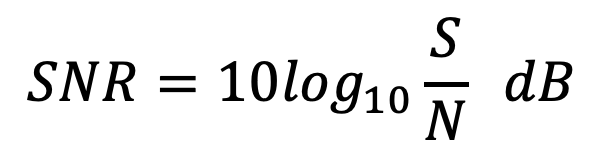 SNR = 10log₁₀ S/N dB